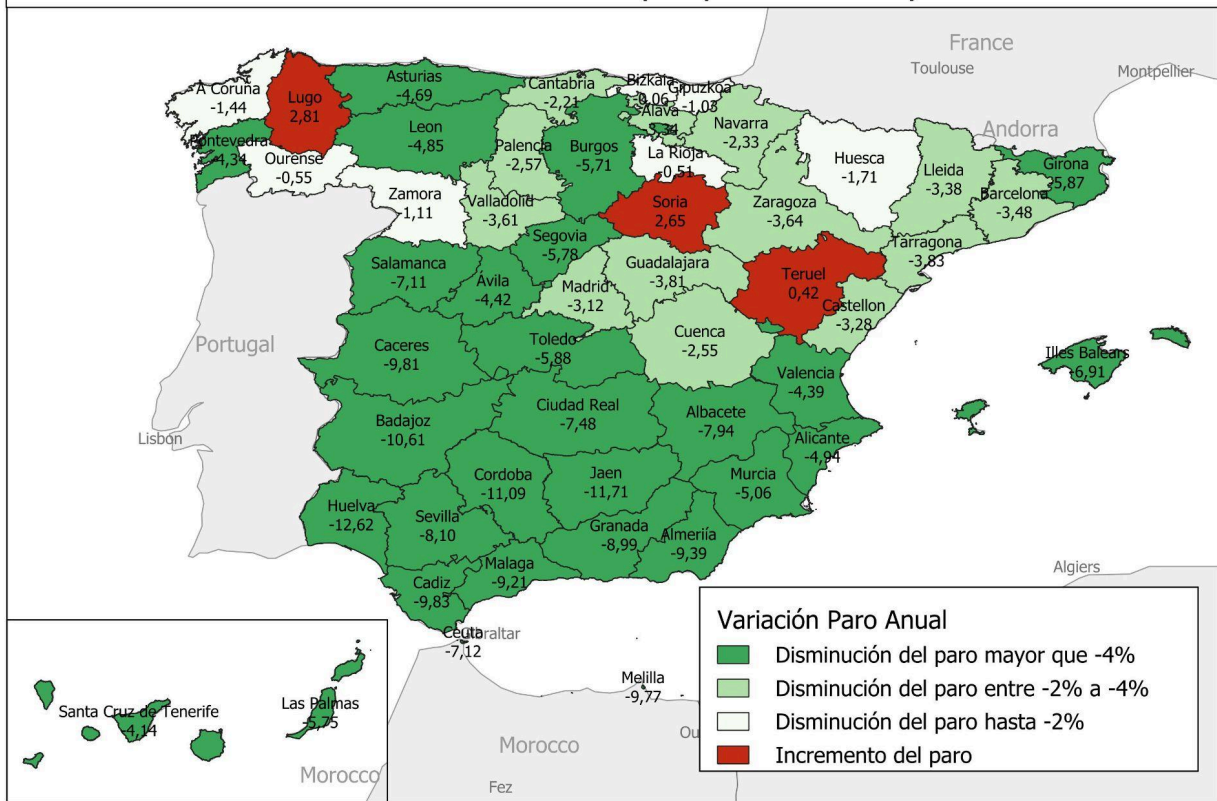 France
Toulouse
Montpellier
Andorra
A Coruña
-1,44
Lugo
2,81
Asturias
-4,69
Cantabria
-2,21
Bizkaia
-0,06
Gipuzkoa
-1,03
Alava
-3,34
Navarra
-2,33
Pontevedra
-4,34
Ourense
-0,55
Leon
-4,85
Palencia
-2,57
Burgos
-5,71
La Rioja
-0,51
Huesca
-1,71
Lleida
-3,38
Girona
-5,87
Barcelona
-3,48
Zamora
-1,11
Valladolid
-3,61
Soria
2,65
Zaragoza
-3,64
Tarragona
-3,83
Segovia
-5,78
Salamanca
-7,11
Ávila
-4,42
Madrid
-3,12
Guadalajara
-3,81
Teruel
0,42
Castellon
-3,28
Portugal
Lisbon
Caceres
-9,81
Toledo
-5,88
Cuenca
-2,55
Valencia
-4,39
Illes Balears
-6,91
Badajoz
-10,61
Ciudad Real
-7,48
Albacete
-7,94
Alicante
-4,94
Cordoba
-11,09
Jaen
-11,71
Murcia
-5,06
Huelva
-12,62
Sevilla
-8,10
Granada
-8,99
Almeriía
-9,39
Cadiz
-9,83
Malaga
-9,21
Ceuta
-7,12
Gibraltar
Melilla
-9,77
Algiers
Morocco
Fez
Santa Cruz de Tenerife
-4,14
Las Palmas
-5,75
Morocco
Variación Paro Anual
Disminución del paro mayor que -4%
Disminución del paro entre -2% a -4%
Disminución del paro hasta -2%
Incremento del paro